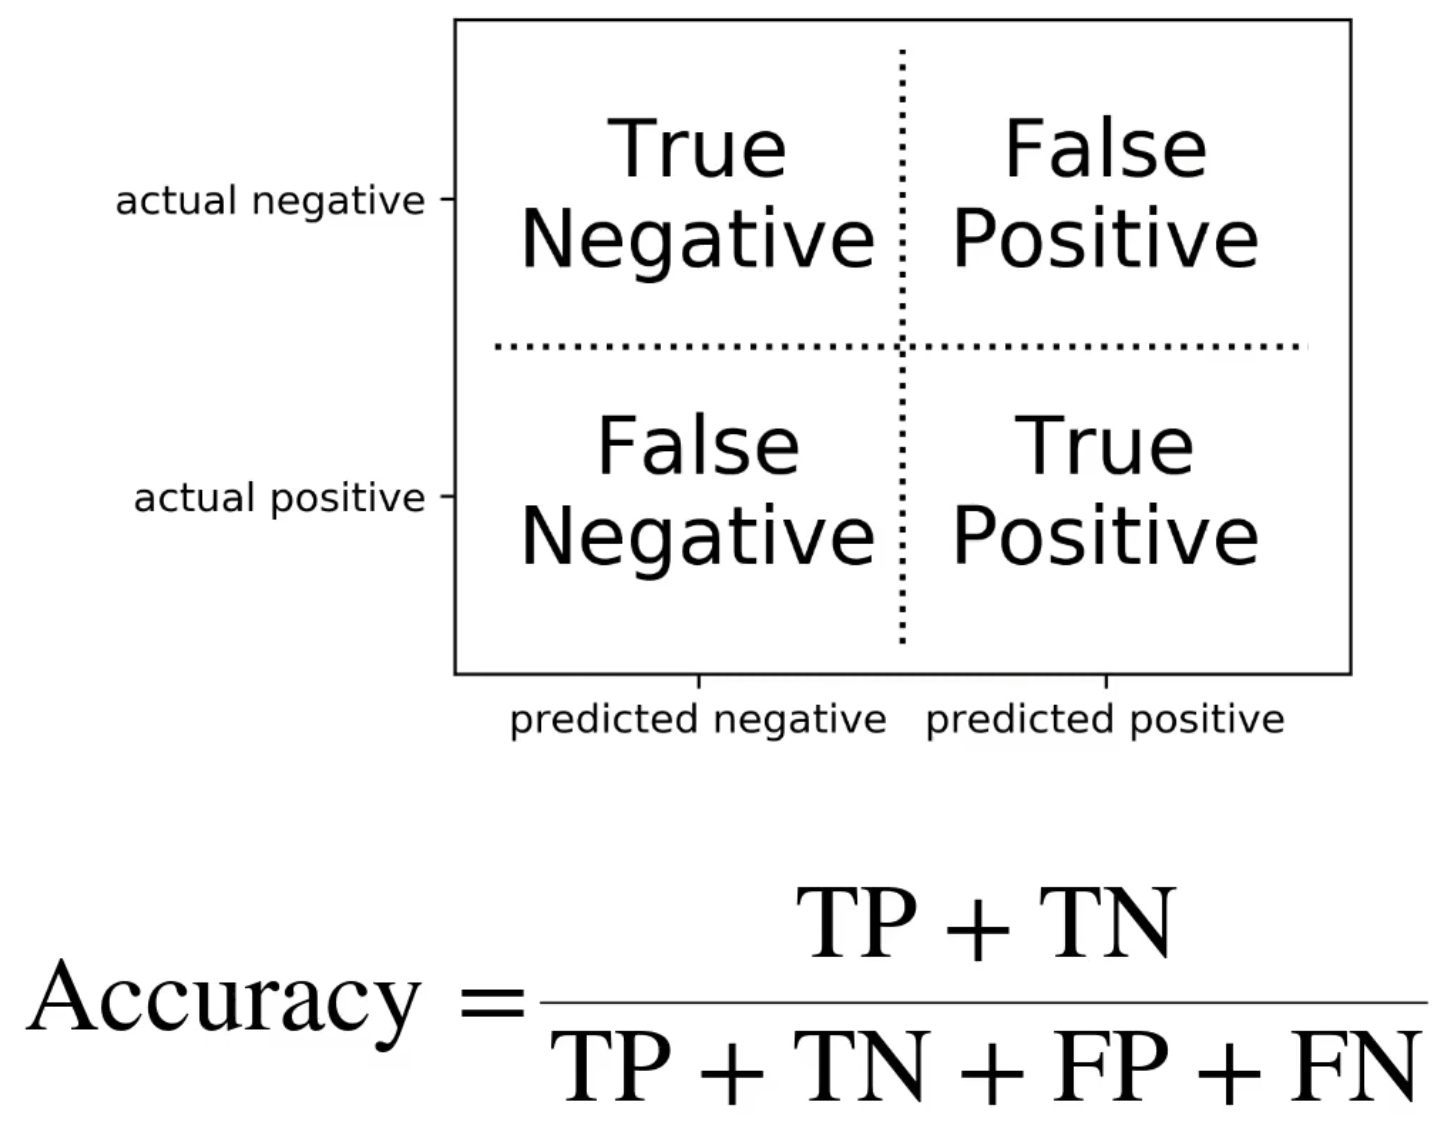 True
Negative
False
Positive
actual negative
False
Negative
True
Positive
actual positive
predicted negative
predicted positive
Accuracy = TP + TN
TP + TN + FP + FN